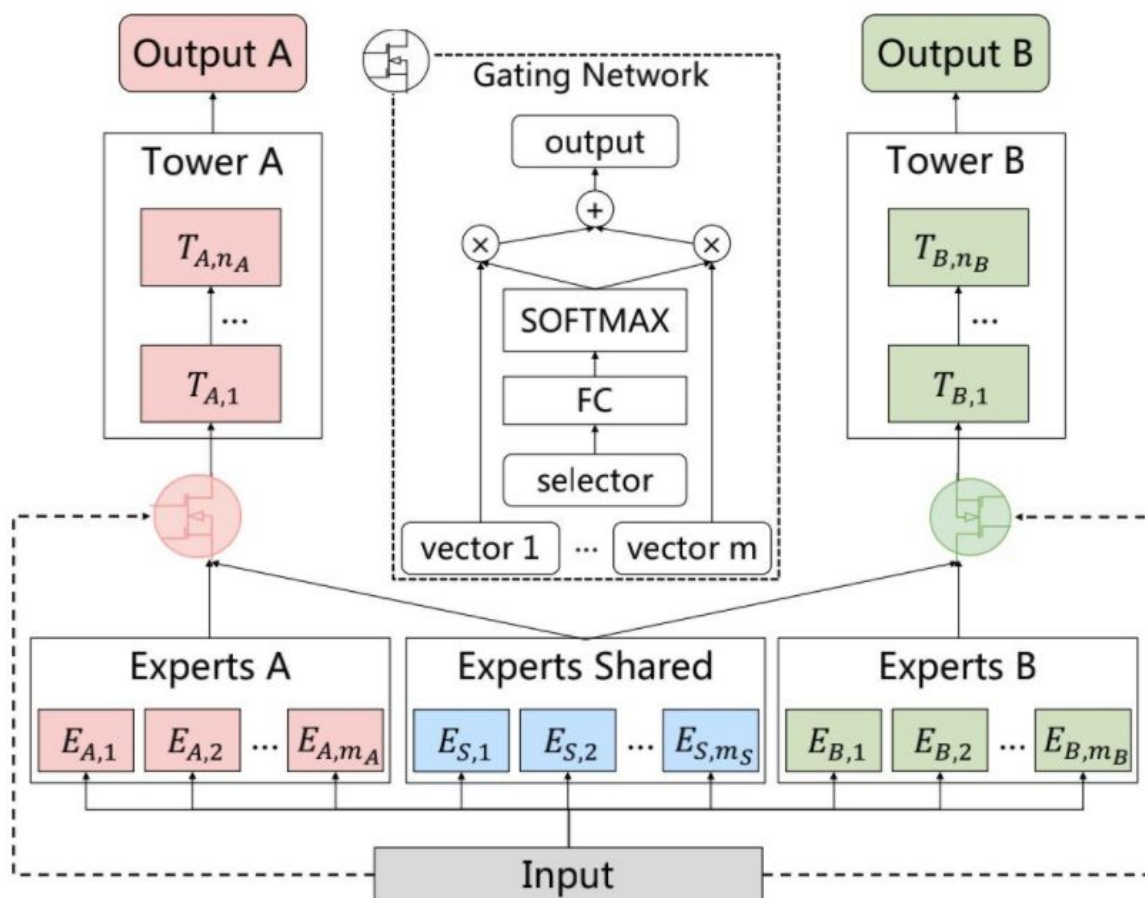 Output A
Gating Network
Output B
output
Tower A
Tower B
+
×
×
T_{A,n_A}
T_{B,n_B}
SOFTMAX
...
...
T_{A,1}
FC
T_{B,1}
selector
vector 1 ... vector m
Experts A
Experts Shared
Experts B
E_{A,1} E_{A,2} ... E_{A,m_A}
E_{S,1} E_{S,2} ... E_{S,m_S}
E_{B,1} E_{B,2} ... E_{B,m_B}
Input